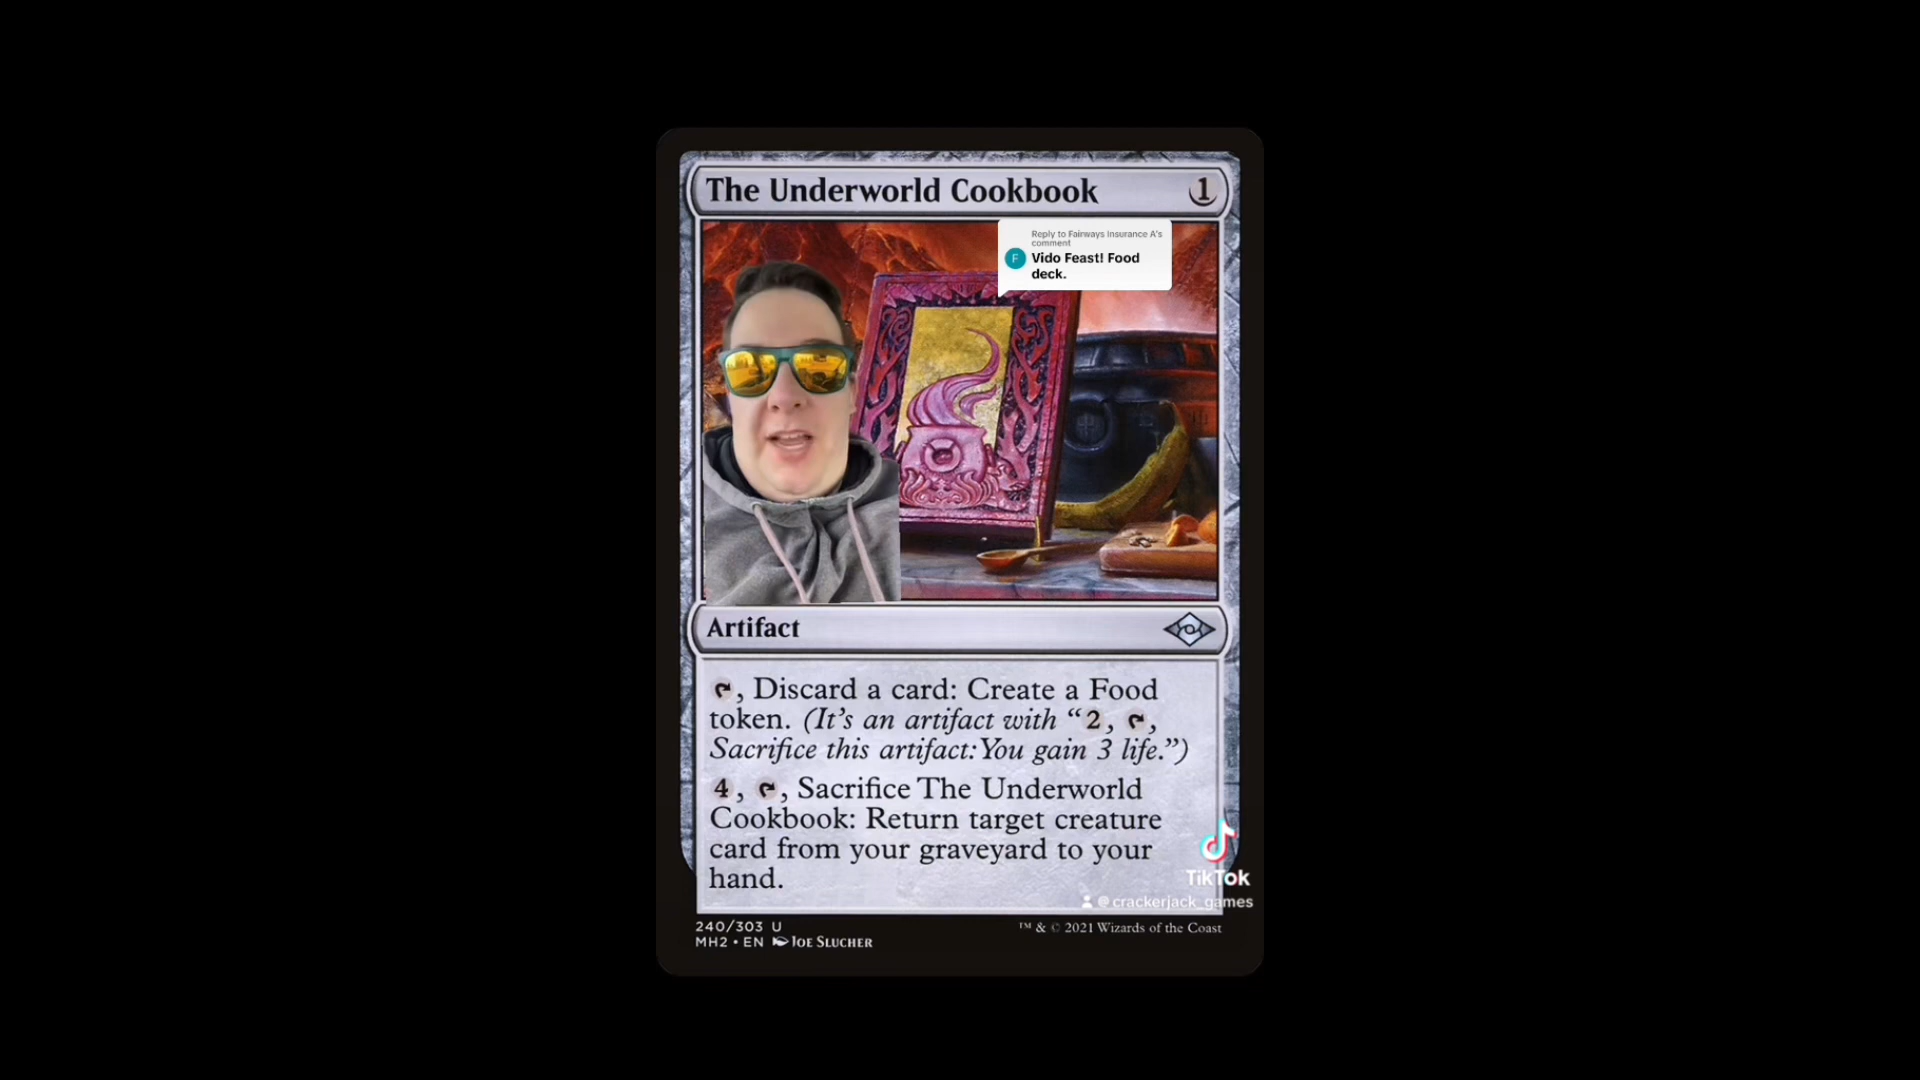 The Underworld Cookbook 1
Reply to Fairways Insurance A's
comment
F
Vido Feast! Food
deck.
Artifact
, Discard a card: Create a Food
token. (It's an artifact with “2, ,
Sacrifice this artifact: You gain 3 life.”)
4, , Sacrifice The Underworld
Cookbook: Return target creature
card from your graveyard to your
hand.
TikTok
@crackerjack_games
240/303 U
MH2 • EN JOE SLUCHER
™ & © 2021 Wizards of the Coast